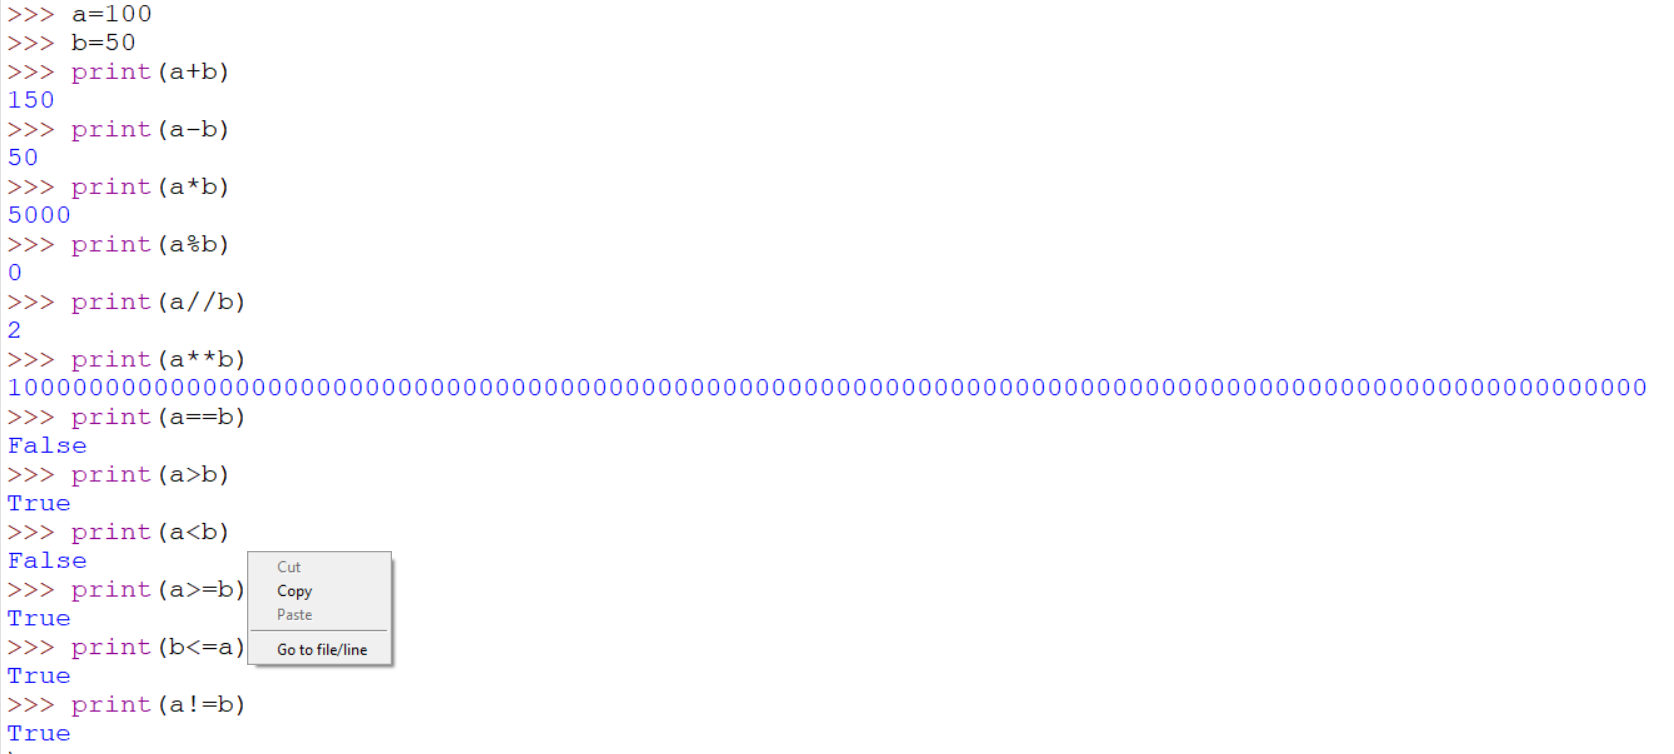 >>> a=100
>>> b=50
>>> print(a+b)
150
>>> print(a-b)
50
>>> print(a*b)
5000
>>> print(a%b)
0
>>> print(a//b)
2
>>> print(a**b)
10000000000000000000000000000000000000000000000000000000000000000000000000000000000000000000000000000
>>> print(a==b)
False
>>> print(a>b)
True
>>> print(a<b)
False
>>> print(a>=b)
True
>>> print(b<=a)
True
>>> print(a!=b)
True
Cut
Copy
Paste
Go to file/line